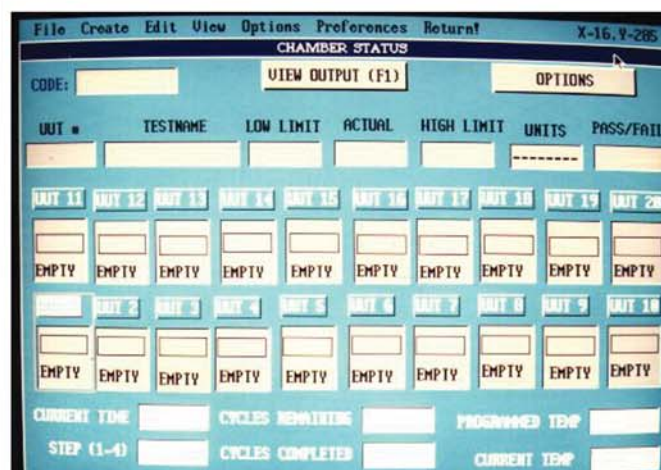 File Create Edit View Options Preferences Return! X-16,Y-285
CHAMBER STATUS
CODE: VIEW OUTPUT (F1) OPTIONS
UUT # TESTNAME LOW LIMIT ACTUAL HIGH LIMIT UNITS PASS/FAIL
--------
UUT 11 UUT 12 UUT 13 UUT 14 UUT 15 UUT 16 UUT 17 UUT 18 UUT 19 UUT 20
EMPTY EMPTY EMPTY EMPTY EMPTY EMPTY EMPTY EMPTY EMPTY EMPTY
UUT 2 UUT 3 UUT 4 UUT 5 UUT 6 UUT 7 UUT 8 UUT 9 UUT 10
EMPTY EMPTY EMPTY EMPTY EMPTY EMPTY EMPTY EMPTY EMPTY EMPTY
CURRENT TIME CYCLES REMAINING PROGRAMMED TEMP
STEP (1-4) CYCLES COMPLETED CURRENT TEMP